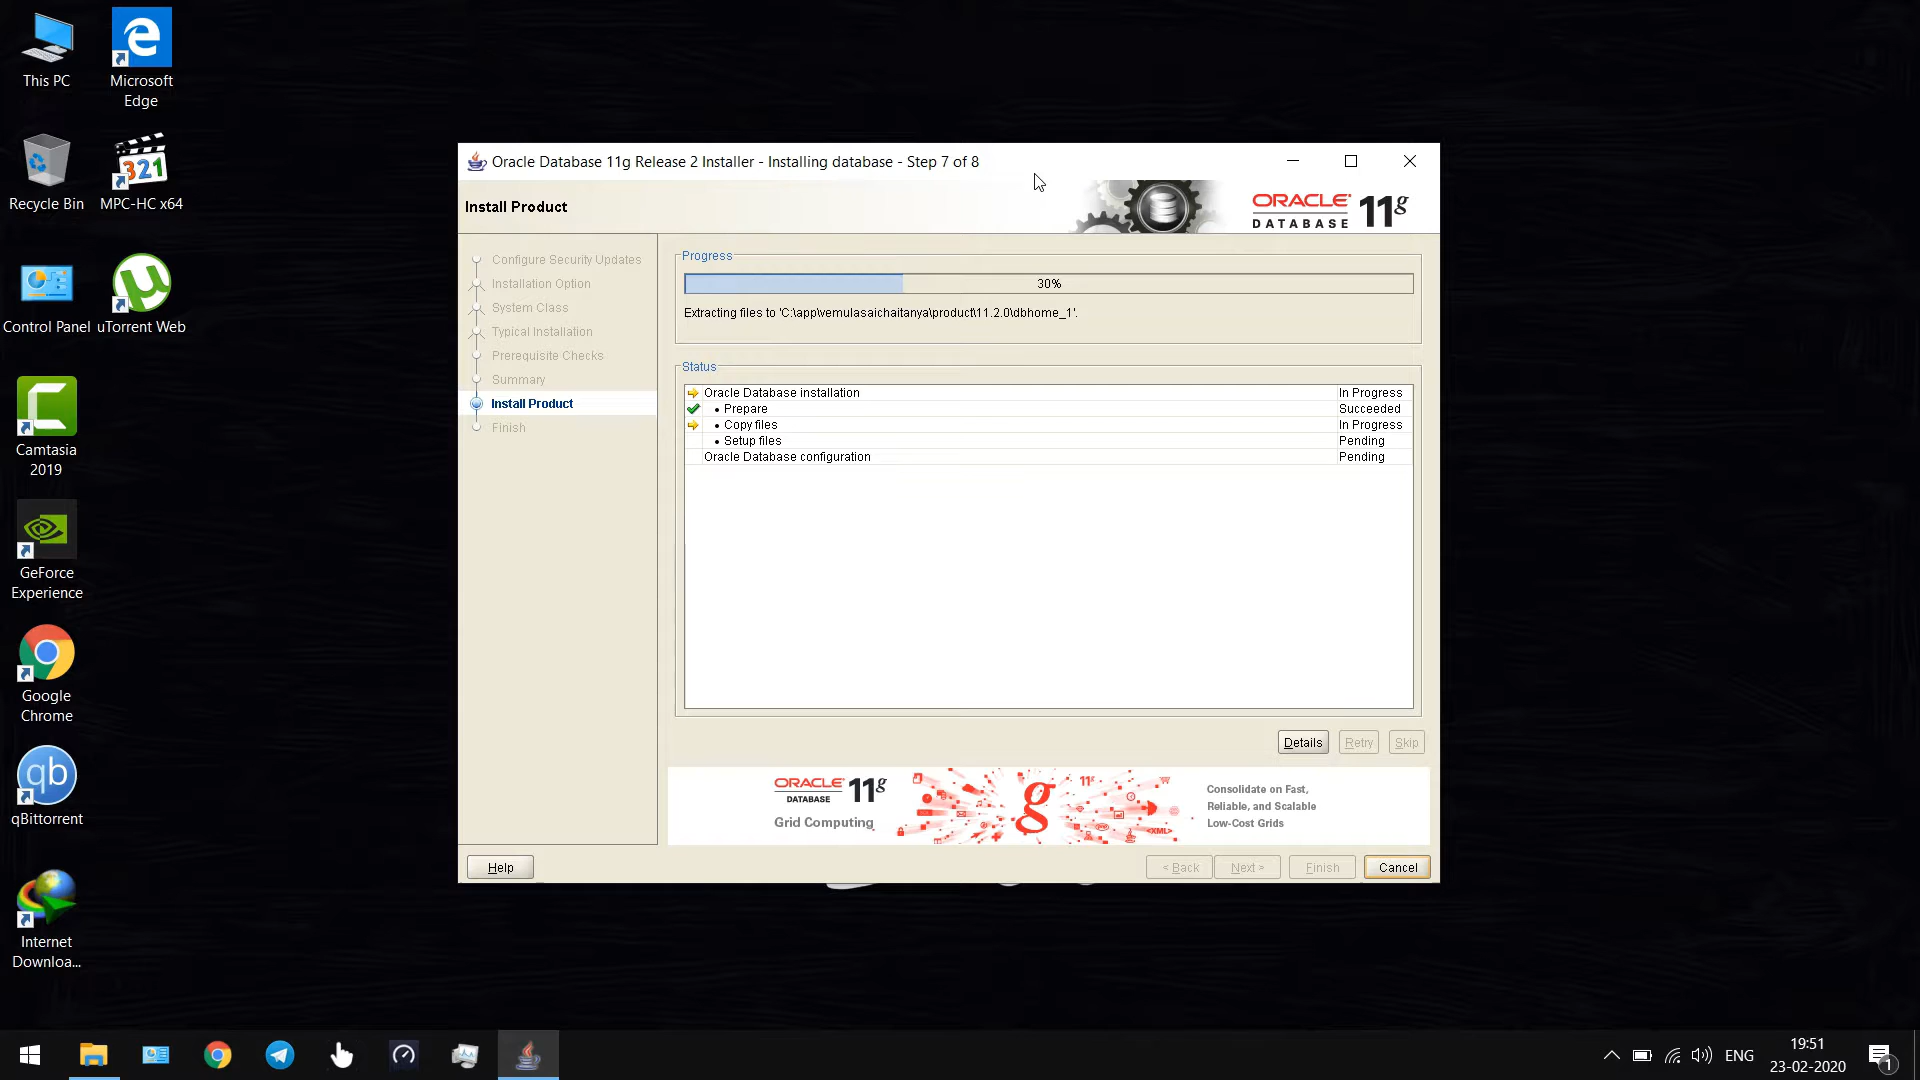 This PC
Microsoft
Edge
Recycle Bin
MPC-HC x64
321
Control Panel
uTorrent Web
Camtasia
2019
GeForce
Experience
Google
Chrome
qb
qBittorrent
Internet
Downloa...
Oracle Database 11g Release 2 Installer - Installing database - Step 7 of 8
Install Product
ORACLE
DATABASE 11g
Configure Security Updates
Installation Option
System Class
Typical Installation
Prerequisite Checks
Summary
Install Product
Finish
Progress
30%
Extracting files to 'C:\app\vemulasaichaitanya\product\11.2.0\dbhome_1'.
Status
Oracle Database installation In Progress
• Prepare Succeeded
• Copy files In Progress
• Setup files Pending
Oracle Database configuration Pending
Details Retry Skip
ORACLE
DATABASE 11g
Grid Computing
g
11g
<XML>
Consolidate on Fast,
Reliable, and Scalable
Low-Cost Grids
Help
< Back Next > Finish Cancel
ENG
19:51
23-02-2020
1